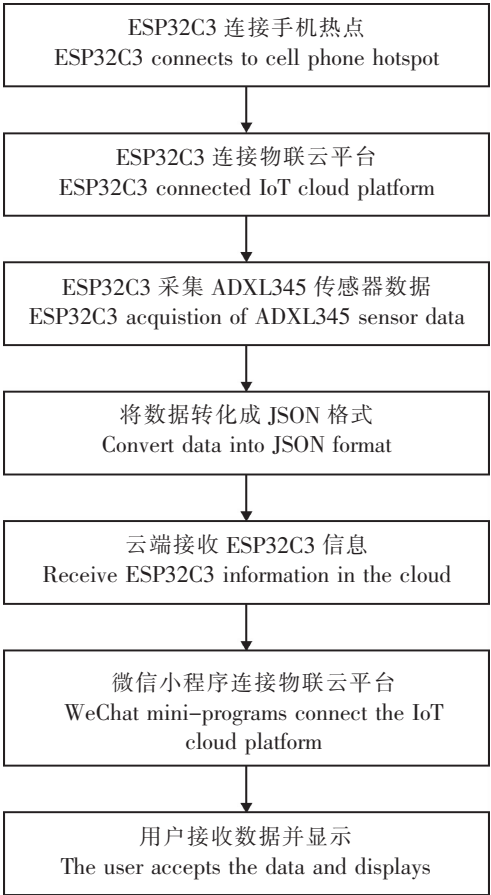 ESP32C3 连接手机热点
ESP32C3 connects to cell phone hotspot
ESP32C3 连接物联云平台
ESP32C3 connected IoT cloud platform
ESP32C3 采集 ADXL345 传感器数据
ESP32C3 acquistion of ADXL345 sensor data
将数据转化成 JSON 格式
Convert data into JSON format
云端接收 ESP32C3 信息
Receive ESP32C3 information in the cloud
微信小程序连接物联云平台
WeChat mini-programs connect the IoT
cloud platform
用户接收数据并显示
The user accepts the data and displays